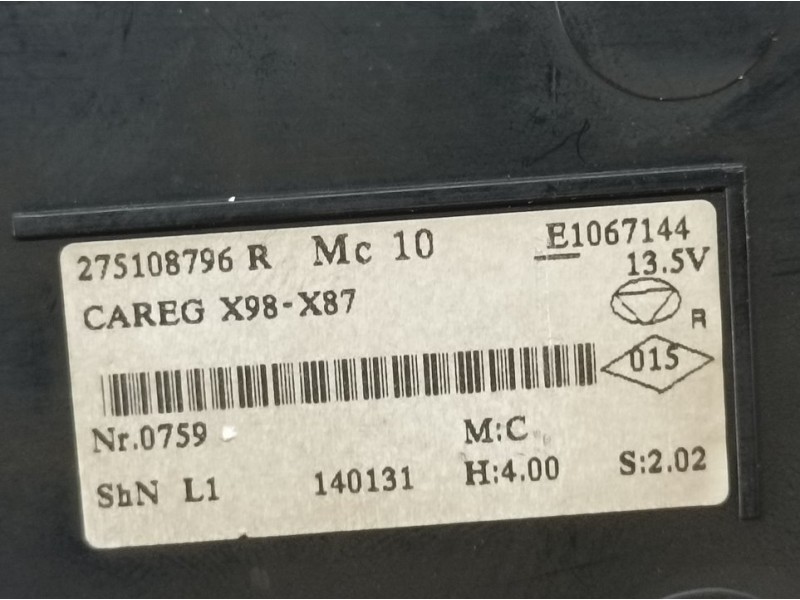 275108796 R Mc 10 E1067144
13.5V
CAREG X98-X87
R
015
Nr.0759 M:C
ShN L1 140131 H:4.00 S:2.02